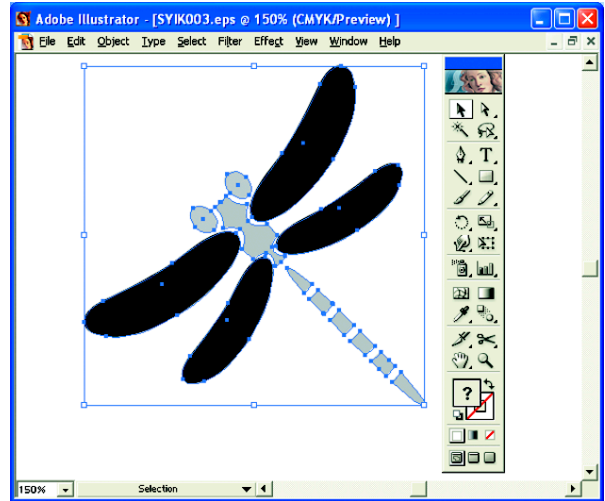 Adobe Illustrator - [SYIK003.eps @ 150% (CMYK/Preview) ]
File Edit Object Type Select Filter Effect View Window Help
T
?
150% Selection